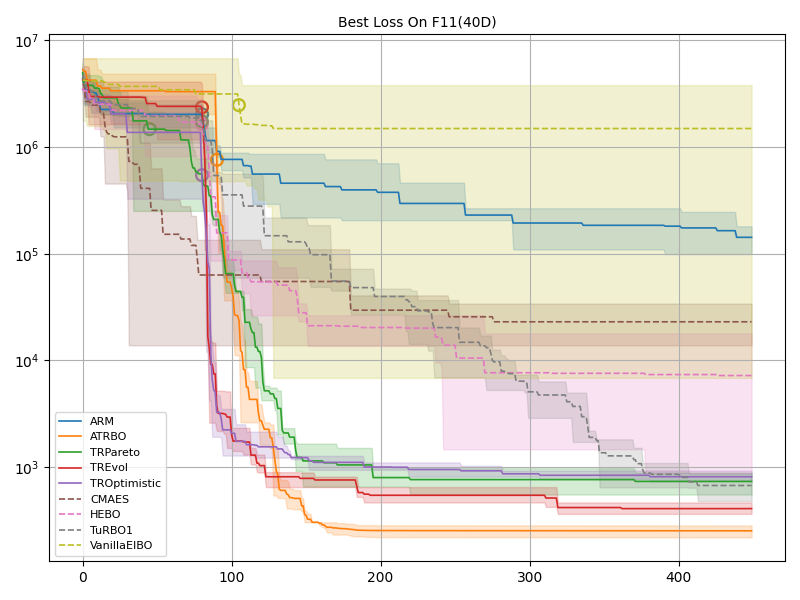 Best Loss On F11(40D)
10^7
10^6
10^5
10^4
10^3
ARM
ATRBO
TRPareto
TREvol
TROptimistic
CMAES
HEBO
TuRBO1
VanillaEIBO
0 100 200 300 400